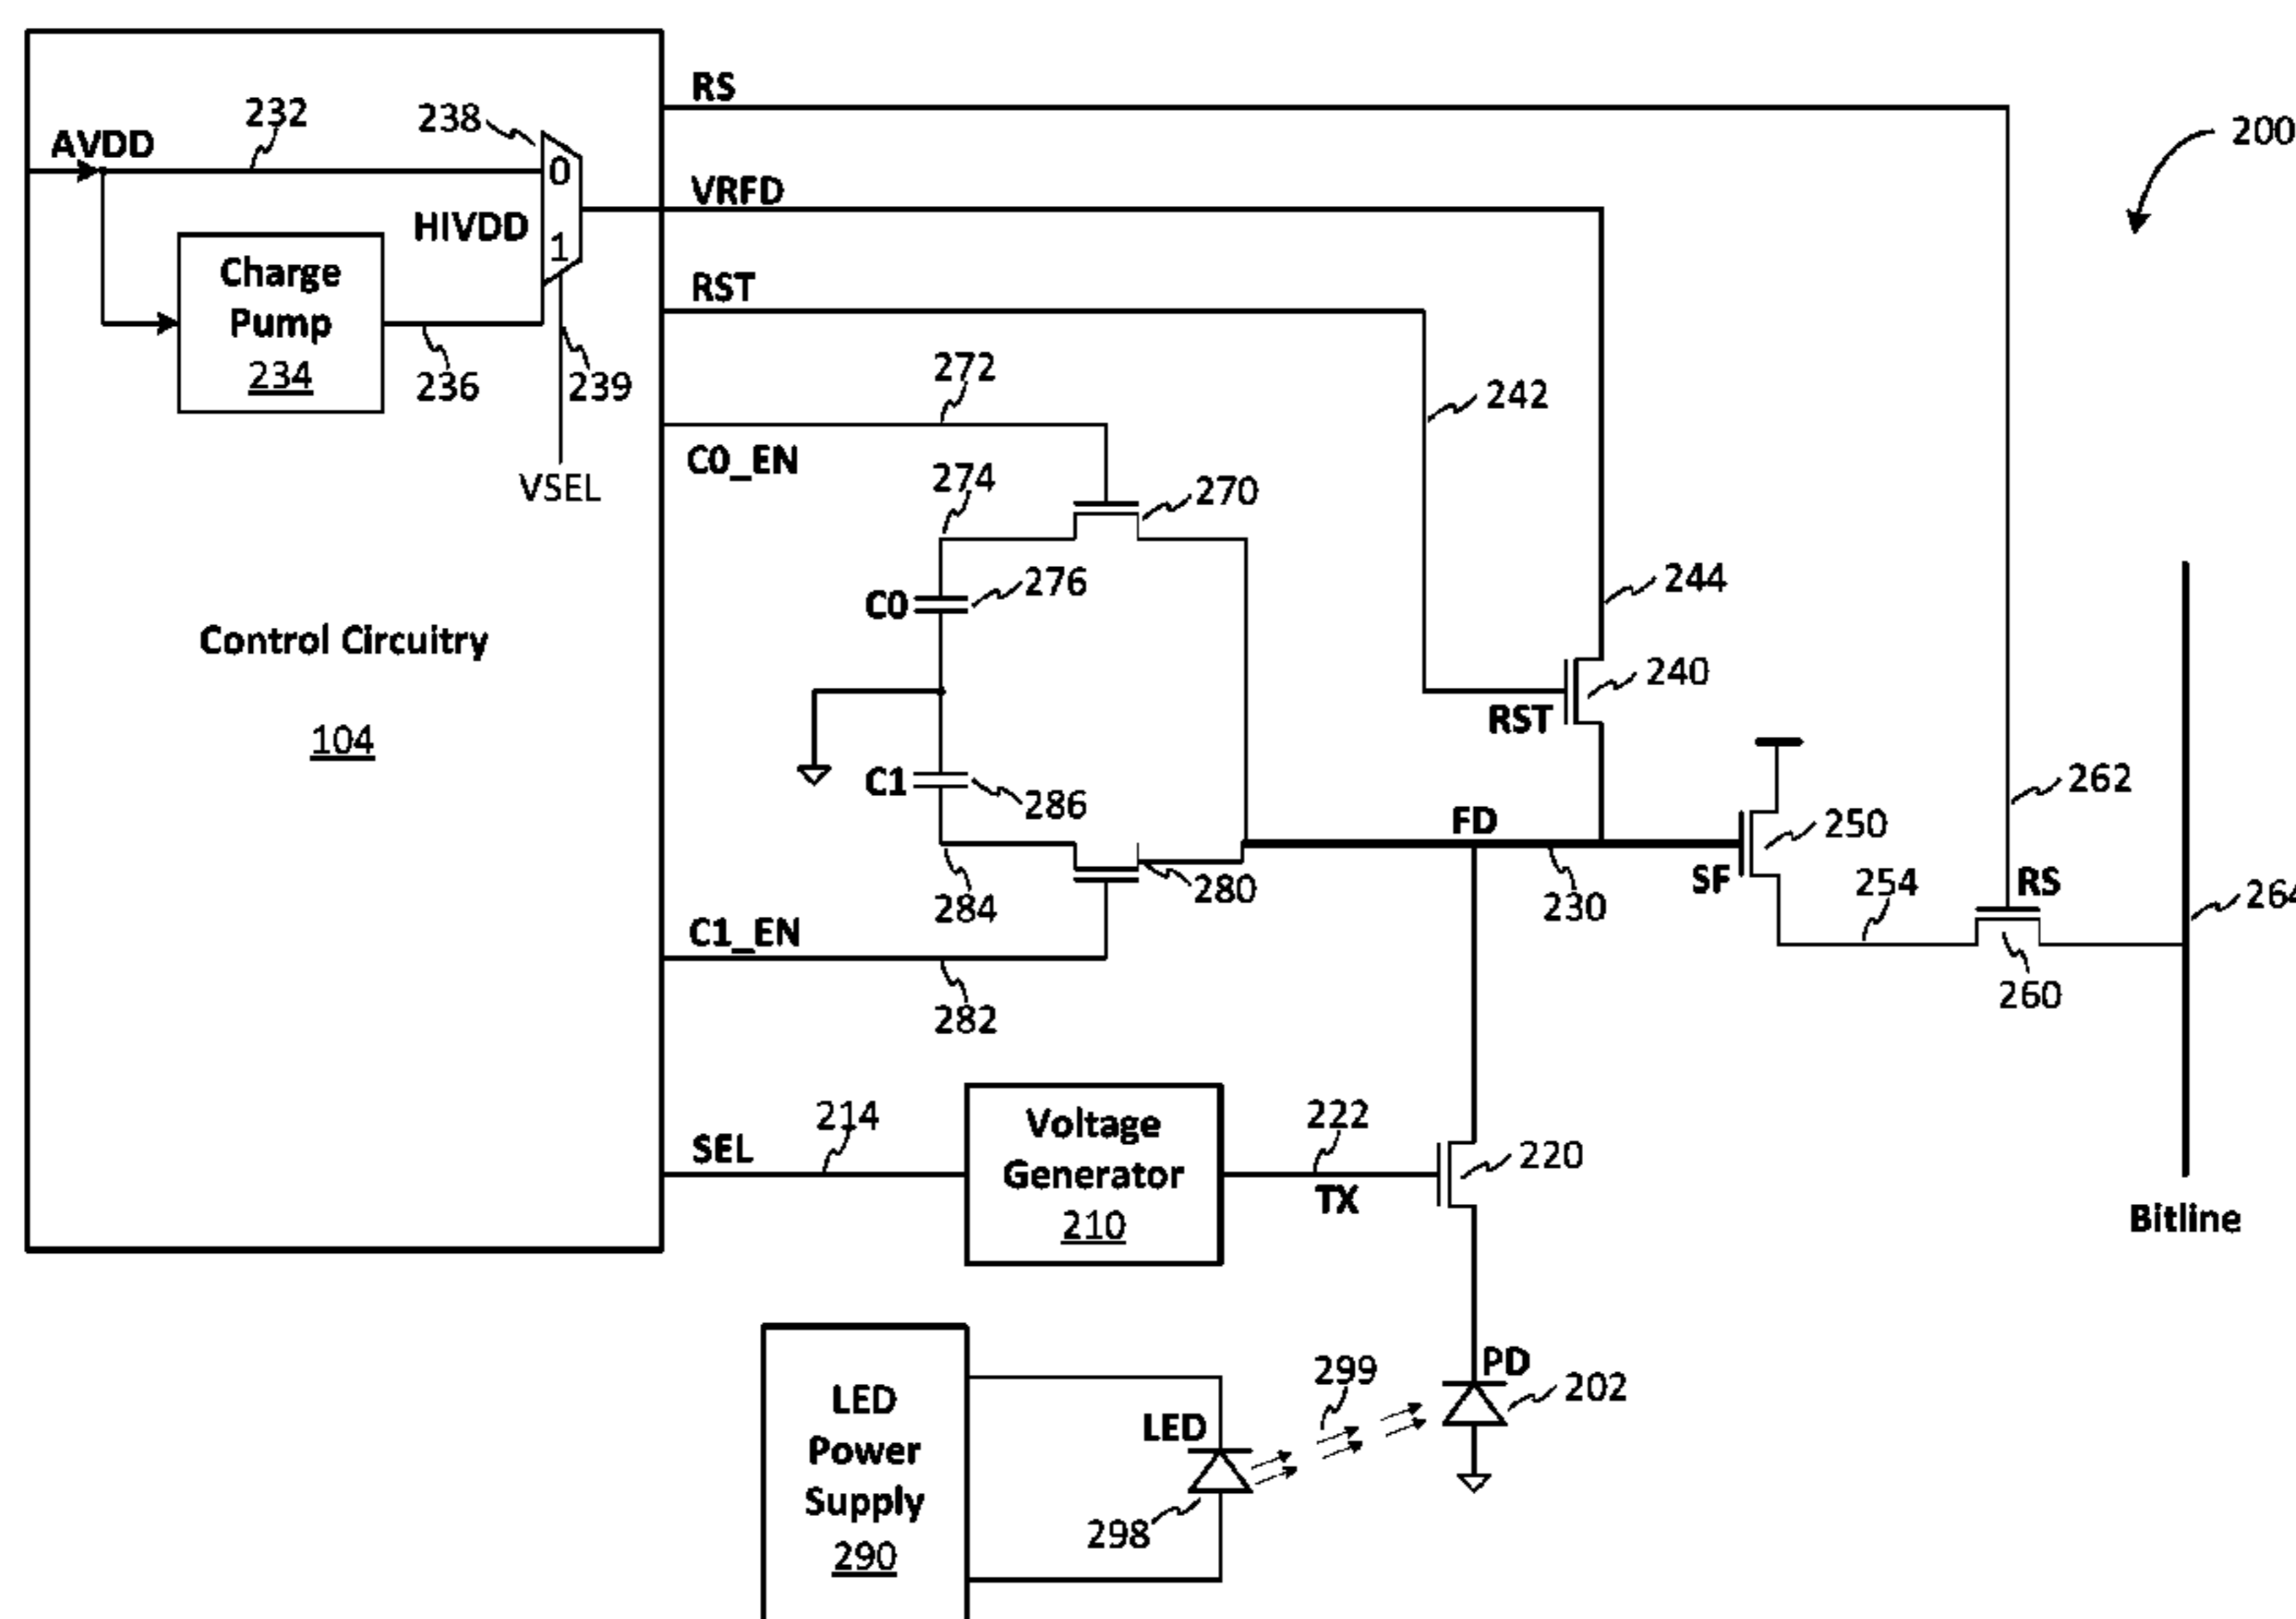 RS
232
238
200
AVDD
0
VRFD
HIVDD
1
Charge
Pump
234
RST
236
239
272
242
C0_EN
274
VSEL
270
276
C0
244
Control Circuitry
240
RST
104
C1
286
262
FD
250
SF
280
RS
254
284
230
264
C1_EN
260
282
214
Voltage
Generator
210
222
SEL
220
TX
Bitline
PD
299
202
LED
Power
Supply
290
LED
298